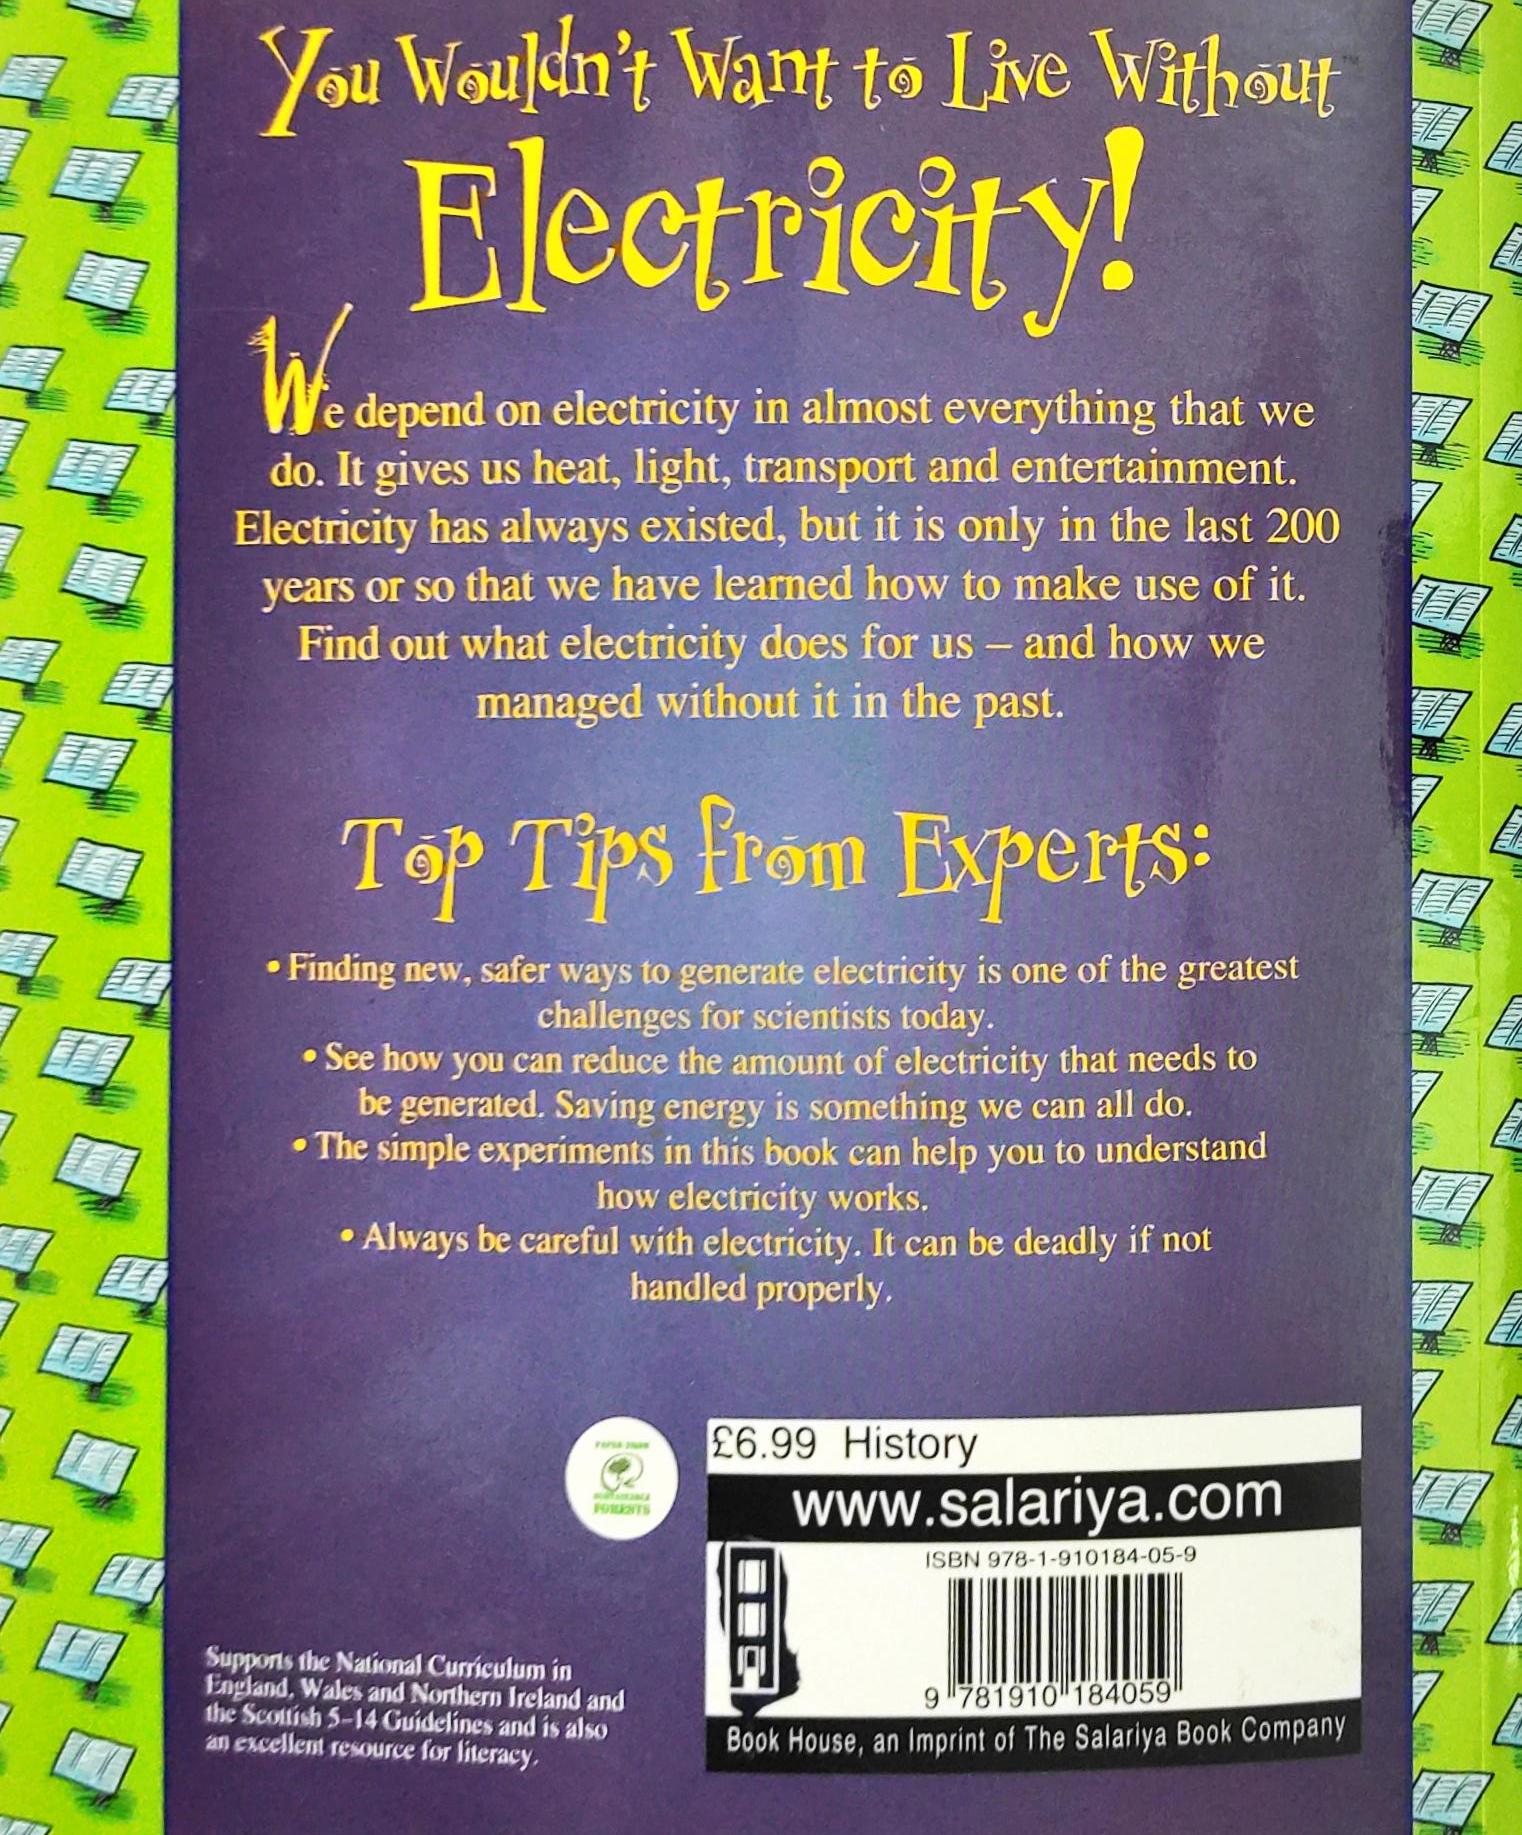 You Wouldn't Want to Live Without™
Electricity!
We depend on electricity in almost everything that we
do. It gives us heat, light, transport and entertainment.
Electricity has always existed, but it is only in the last 200
years or so that we have learned how to make use of it.
Find out what electricity does for us – and how we
managed without it in the past.
Top Tips from Experts:
• Finding new, safer ways to generate electricity is one of the greatest
challenges for scientists today.
• See how you can reduce the amount of electricity that needs to
be generated. Saving energy is something we can all do.
• The simple experiments in this book can help you to understand
how electricity works.
• Always be careful with electricity. It can be deadly if not
handled properly.
PAPER FROM
SUSTAINABLE
FORESTS
£6.99 History
www.salariya.com
ISBN 978-1-910184-05-9
9 781910 184059
Book House, an Imprint of The Salariya Book Company
Supports the National Curriculum in
England, Wales and Northern Ireland and
the Scottish 5–14 Guidelines and is also
an excellent resource for literacy.